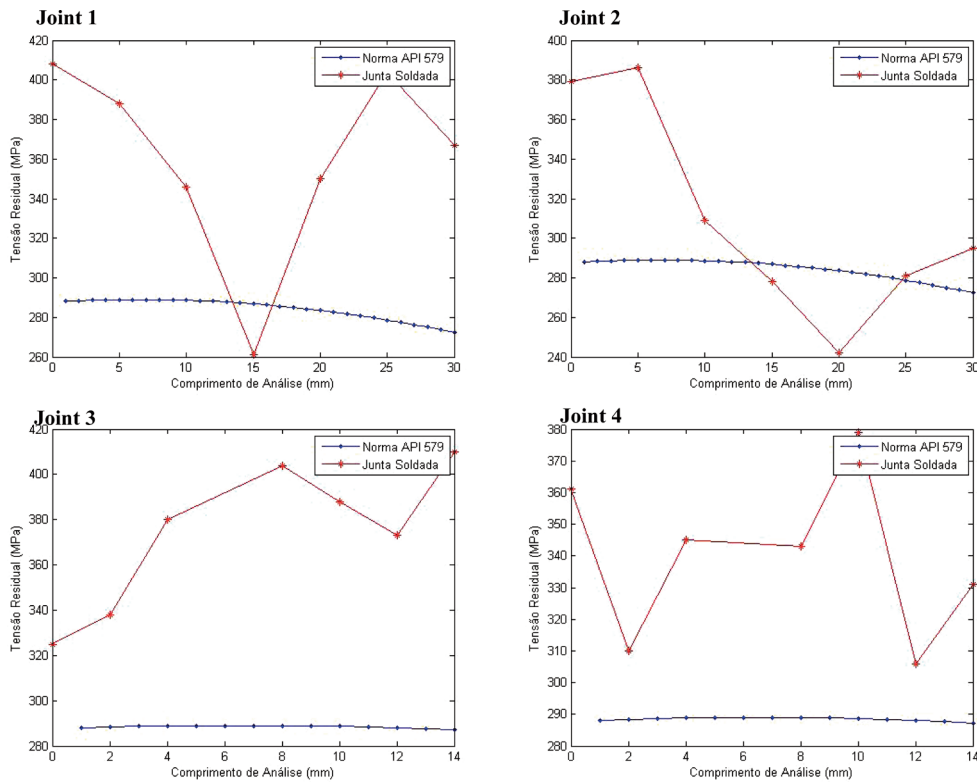 Joint 1
420
400
380
360
340
320
300
280
260
0 5 10 15 20 25 30
Tensão Residual (MPa)
Comprimento de Análise (mm)
Norma API 579
Junta Soldada
Joint 2
400
380
360
340
320
300
280
260
240
0 5 10 15 20 25 30
Tensão Residual (MPa)
Comprimento de Análise (mm)
Norma API 579
Junta Soldada
Joint 3
420
400
380
360
340
320
300
280
0 2 4 6 8 10 12 14
Tensão Residual (MPa)
Comprimento de Análise (mm)
Norma API 579
Junta Soldada
Joint 4
380
370
360
350
340
330
320
310
300
290
280
0 2 4 6 8 10 12 14
Tensão Residual (MPa)
Comprimento de Análise (mm)
Norma API 579
Junta Soldada